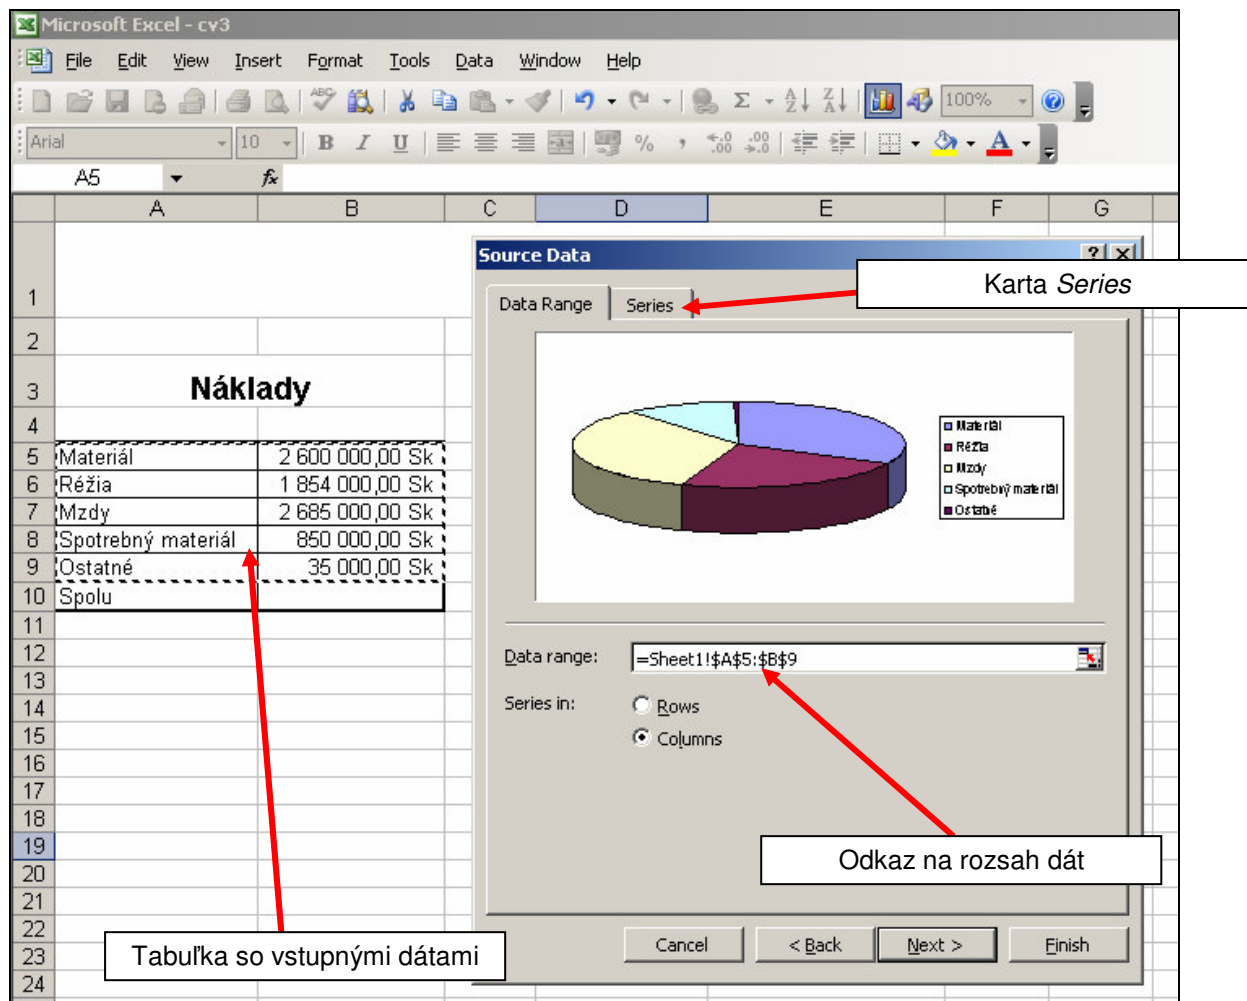 Microsoft Excel - cv3
File Edit View Insert Format Tools Data Window Help
100%
Arial 10 B I U
A5 fx
A B C D E F G
Source Data
Karta Series
Data Range Series
1
2
3 Náklady
4
5 Materiál 2 600 000,00 Sk
6 Réžia 1 854 000,00 Sk
7 Mzdy 2 685 000,00 Sk
8 Spotrebný materiál 850 000,00 Sk
9 Ostatné 35 000,00 Sk
10 Spolu
11
12
13
14
15
16
17
18
19
20
21
22
23
24
Materiál
Réžia
Mzdy
Spotrebný materiál
Ostatné
Data range: =Sheet1!$A$5:$B$9
Series in: Rows
Columns
Odkaz na rozsah dát
Tabuľka so vstupnými dátami
Cancel < Back Next > Finish